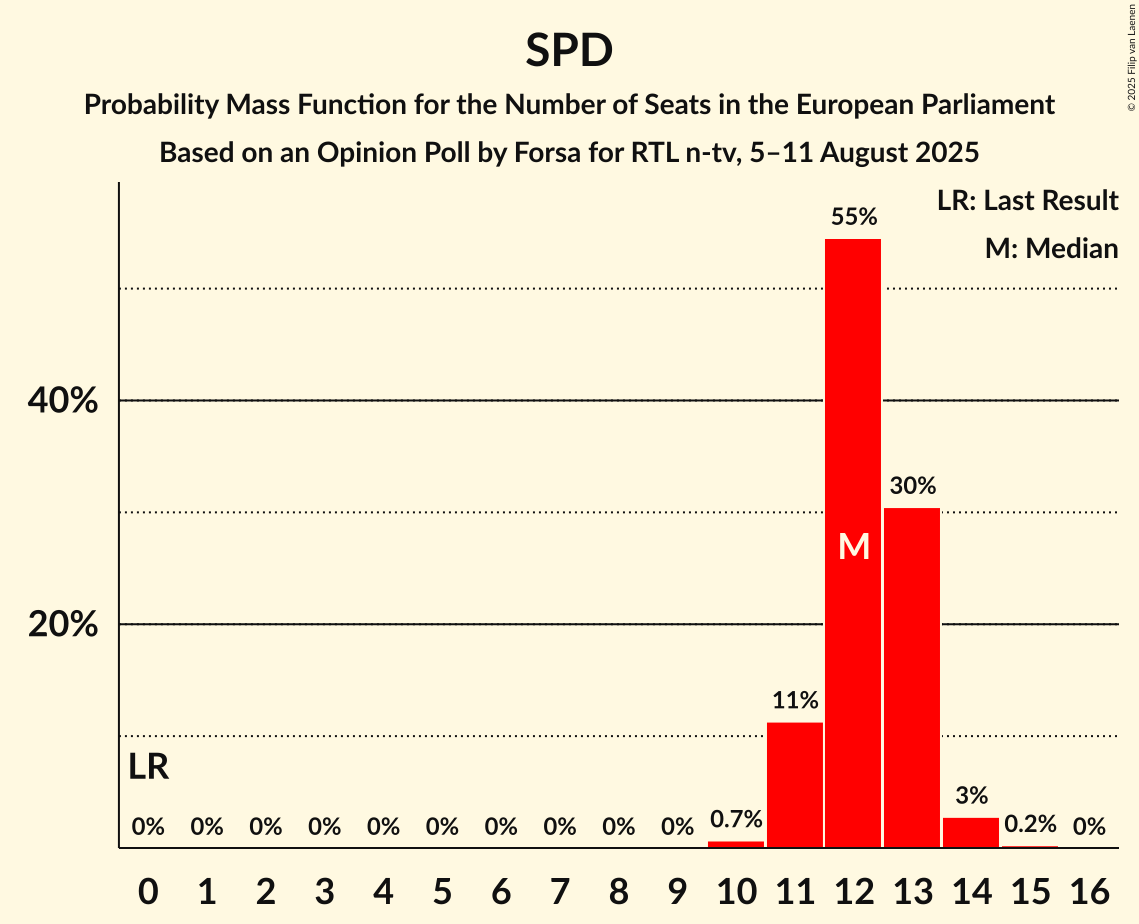 SPD
Probability Mass Function for the Number of Seats in the European Parliament
Based on an Opinion Poll by Forsa for RTL n-tv, 5–11 August 2025
© 2025 Filip van Laenen
LR: Last Result
M: Median
55%
40%
30%
M
20%
11%
LR
0% 0% 0% 0% 0% 0% 0% 0% 0% 0% 0.7% 3% 0.2% 0%
0 1 2 3 4 5 6 7 8 9 10 11 12 13 14 15 16